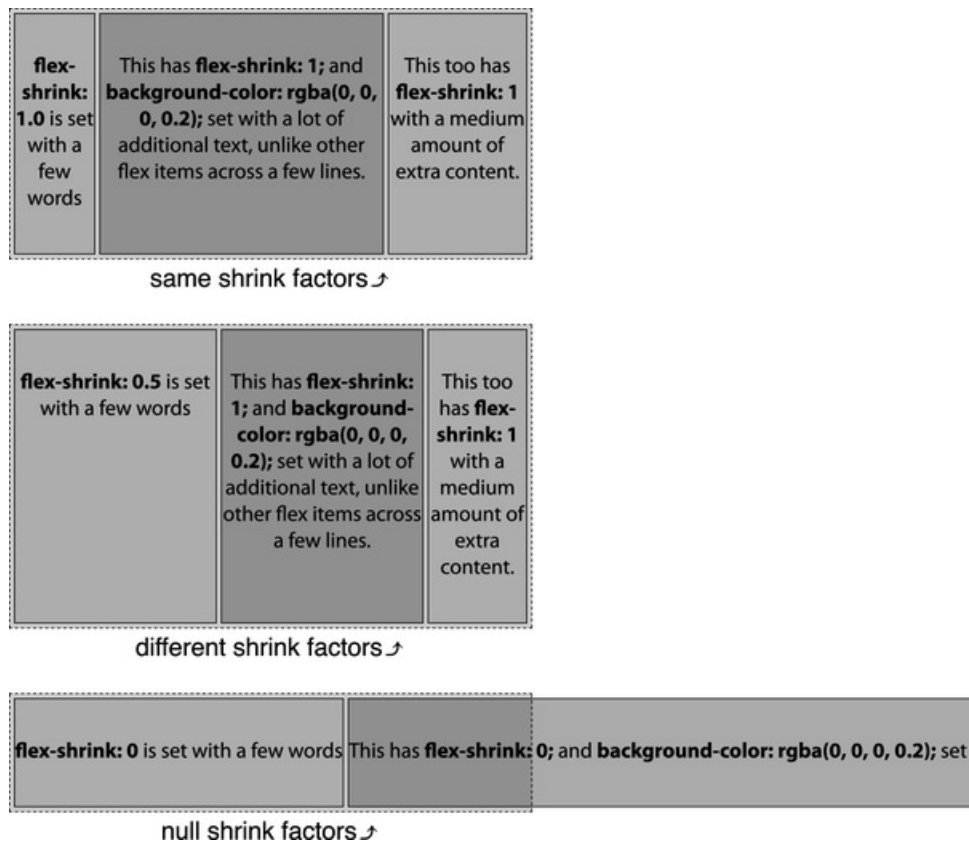 flex-
shrink:
1.0 is set
with a
few
words
This has flex-shrink: 1; and
background-color: rgba(0, 0,
0, 0.2); set with a lot of
additional text, unlike other
flex items across a few lines.
This too has
flex-shrink: 1
with a medium
amount of
extra content.
same shrink factors
flex-shrink: 0.5 is set
with a few words
This has flex-shrink:
1; and background-
color: rgba(0, 0, 0,
0.2); set with a lot of
additional text, unlike
other flex items across
a few lines.
This too
has flex-
shrink: 1
with a
medium
amount of
extra
content.
different shrink factors
flex-shrink: 0 is set with a few words
This has flex-shrink: 0; and background-color: rgba(0, 0, 0, 0.2); set
null shrink factors